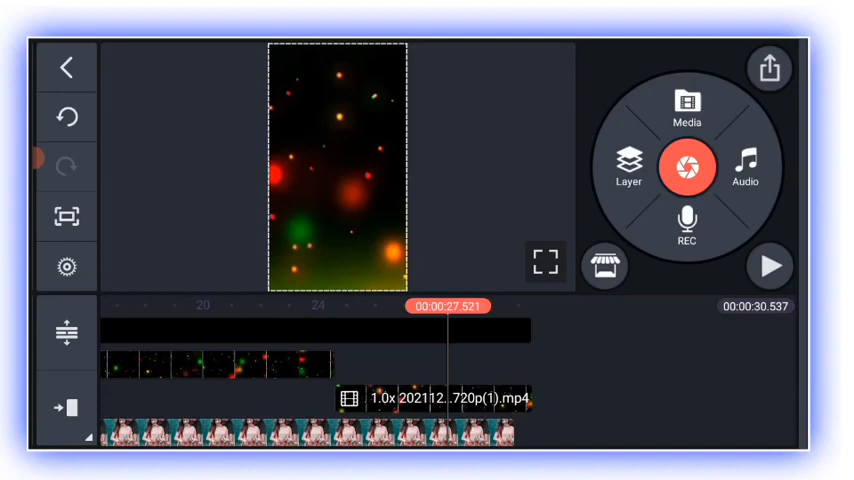 Media
Layer
Audio
REC
20
24
00:00:27.521
00:00:30.537
1.0x 202112..720p(1).mp4